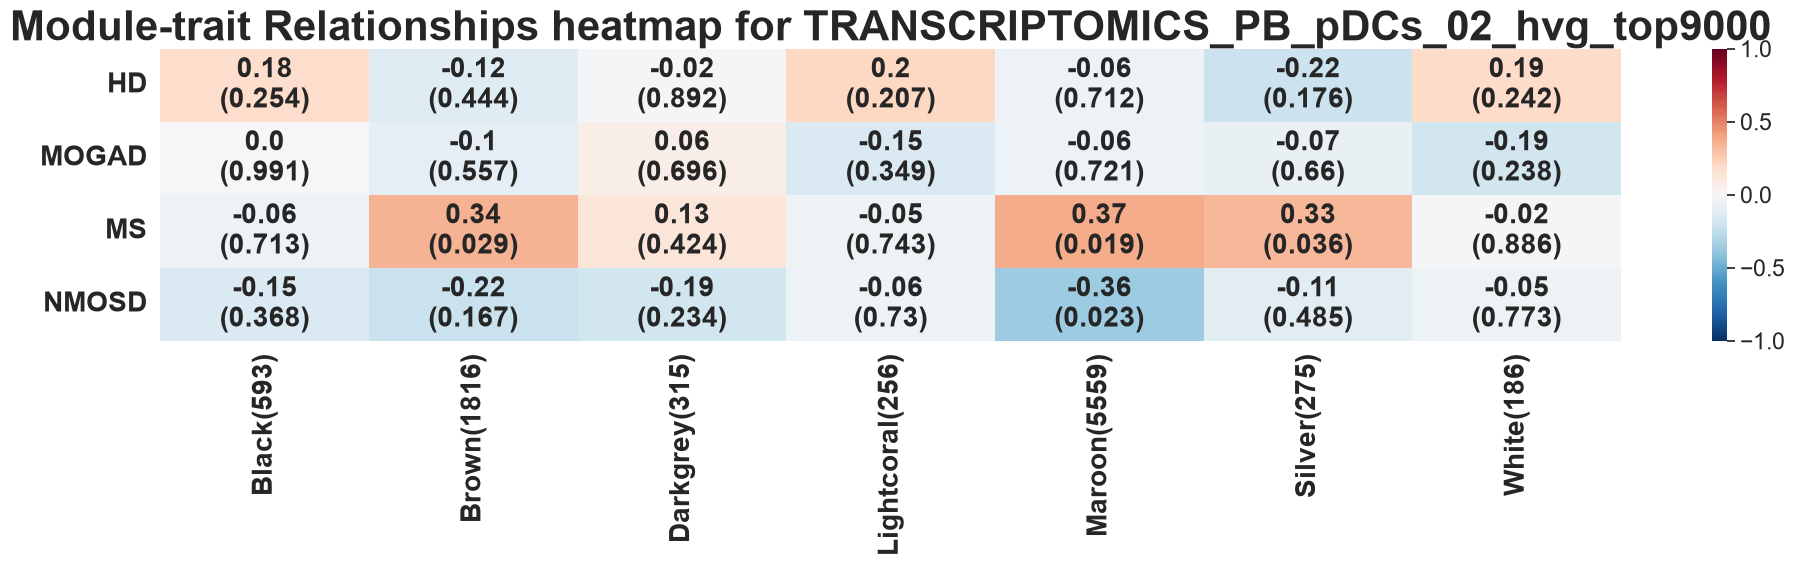 Module-trait Relationships heatmap for TRANSCRIPTOMICS_PB_pDCs_02_hvg_top9000
HD
0.18 -0.12 -0.02 0.2 -0.06 -0.22 0.19
(0.254) (0.444) (0.892) (0.207) (0.712) (0.176) (0.242)
MOGAD
0.0 -0.1 0.06 -0.15 -0.06 -0.07 -0.19
(0.991) (0.557) (0.696) (0.349) (0.721) (0.66) (0.238)
MS
-0.06 0.34 0.13 -0.05 0.37 0.33 -0.02
(0.713) (0.029) (0.424) (0.743) (0.019) (0.036) (0.886)
NMOSD
-0.15 -0.22 -0.19 -0.06 -0.36 -0.11 -0.05
(0.368) (0.167) (0.234) (0.73) (0.023) (0.485) (0.773)
Black(593)
Brown(1816)
Darkgrey(315)
Lightcoral(256)
Maroon(5559)
Silver(275)
White(186)
1.0
0.5
0.0
−0.5
−1.0